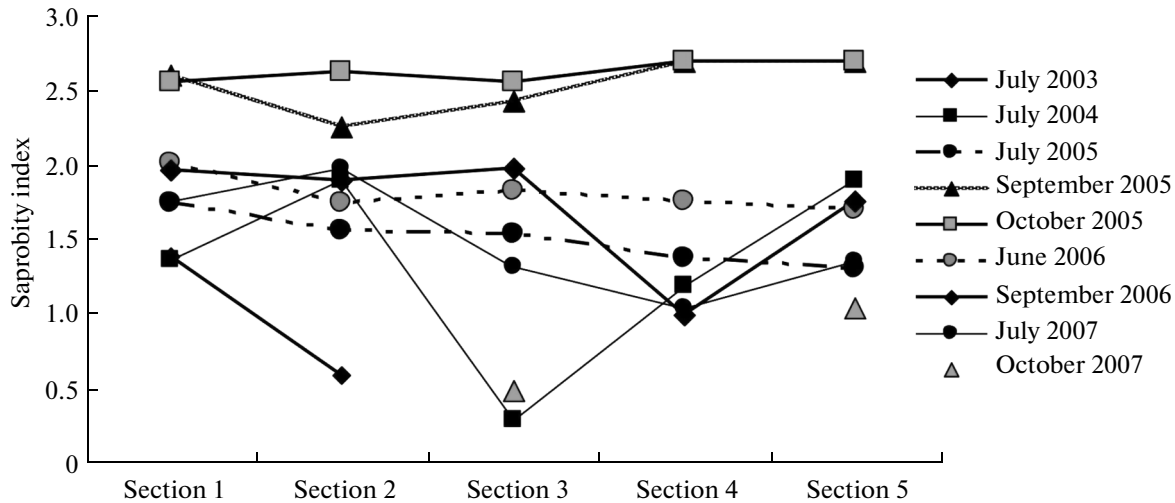 3.0
2.5
2.0
1.5
1.0
0.5
0
Saprobity index
Section 1
Section 2
Section 3
Section 4
Section 5
July 2003
July 2004
July 2005
September 2005
October 2005
June 2006
September 2006
July 2007
October 2007